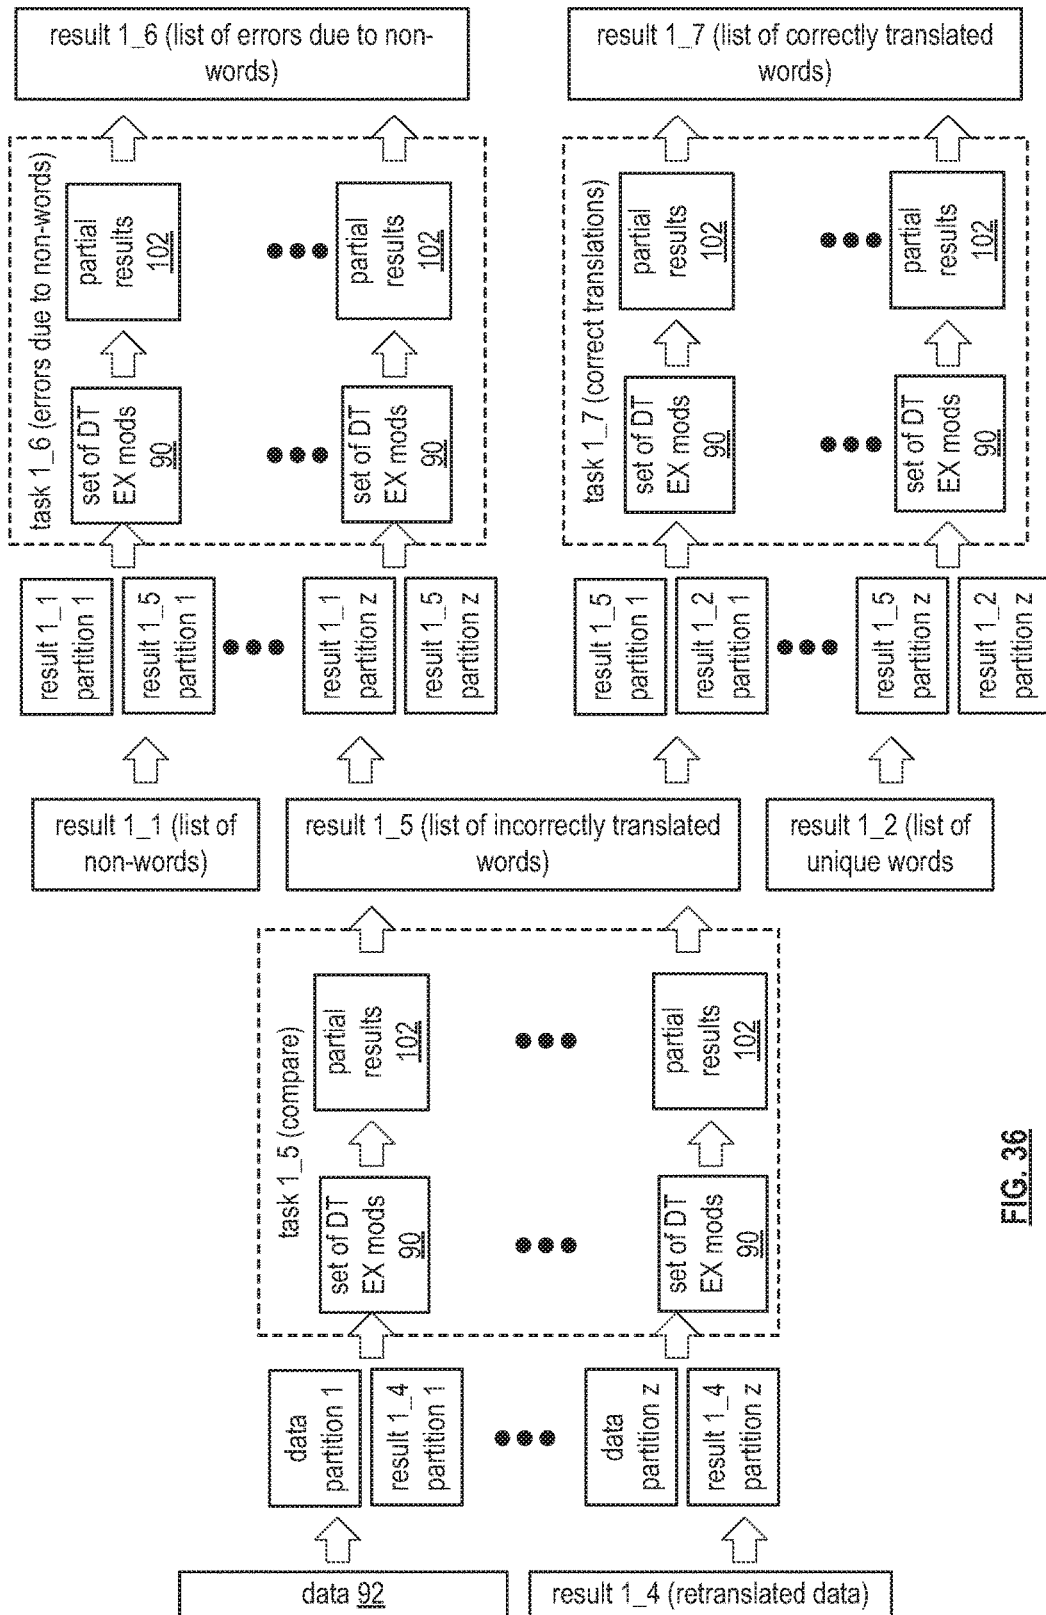 data 92
result 1_4 (retranslated data)
data
partition 1
result 1_4
partition 1
data
partition z
result 1_4
partition z
task 1_5 (compare)
set of DT
EX mods
90
partial
results
102
set of DT
EX mods
90
partial
results
102
result 1_1 (list of
non-words)
result 1_5 (list of incorrectly translated
words)
result 1_2 (list of
unique words
result 1_1
partition 1
result 1_5
partition 1
result 1_1
partition z
result 1_5
partition z
task 1_6 (errors due to non-words)
set of DT
EX mods
90
partial
results
102
set of DT
EX mods
90
partial
results
102
result 1_6 (list of errors due to non-
words)
result 1_5
partition 1
result 1_2
partition 1
result 1_5
partition z
result 1_2
partition z
task 1_7 (correct translations)
set of DT
EX mods
90
partial
results
102
set of DT
EX mods
90
partial
results
102
result 1_7 (list of correctly translated
words)
FIG. 36